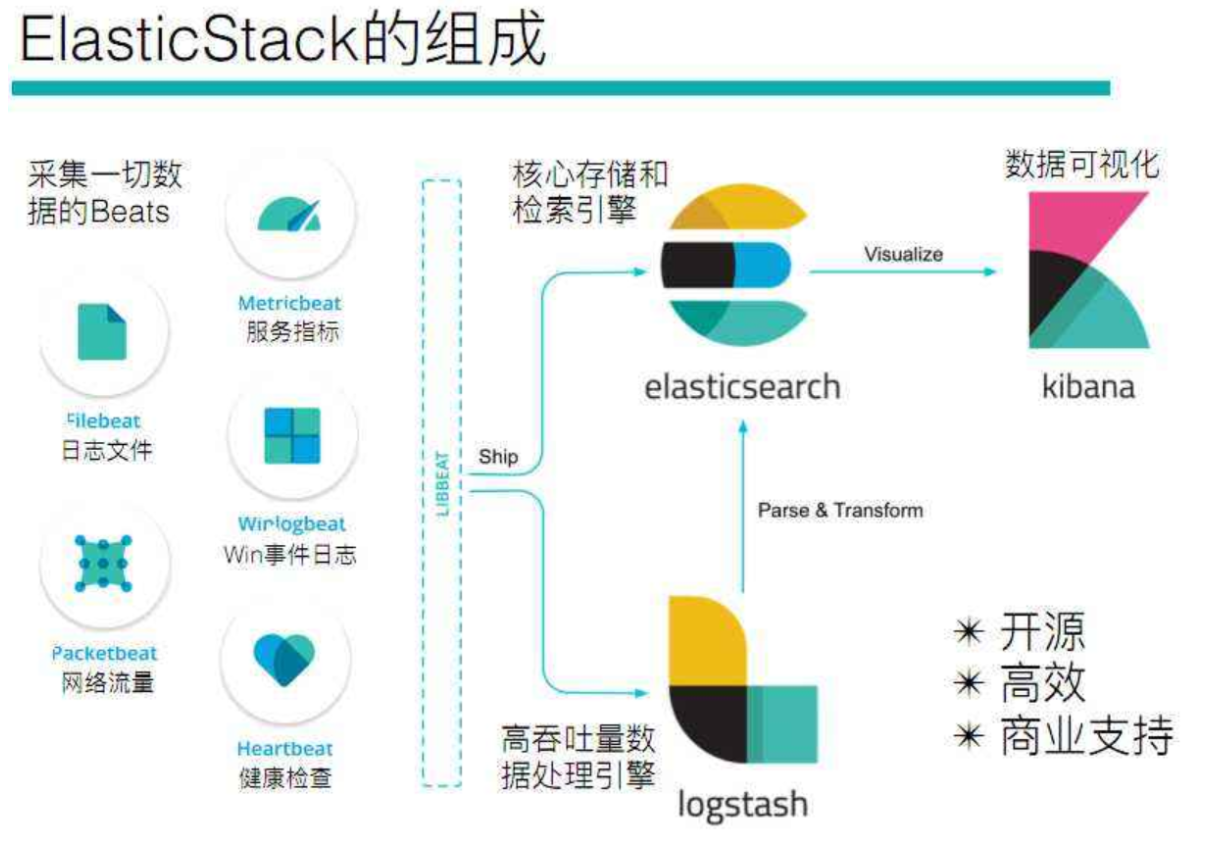 ElasticStack的组成
采集一切数
据的Beats
Metricbeat
服务指标
Filebeat
日志文件
Winlogbeat
Win事件日志
Packetbeat
网络流量
Heartbeat
健康检查
LIBBEAT
Ship
核心存储和
检索引擎
elasticsearch
Visualize
数据可视化
kibana
Parse & Transform
高吞吐量数
据处理引擎
logstash
✴ 开源
✴ 高效
✴ 商业支持